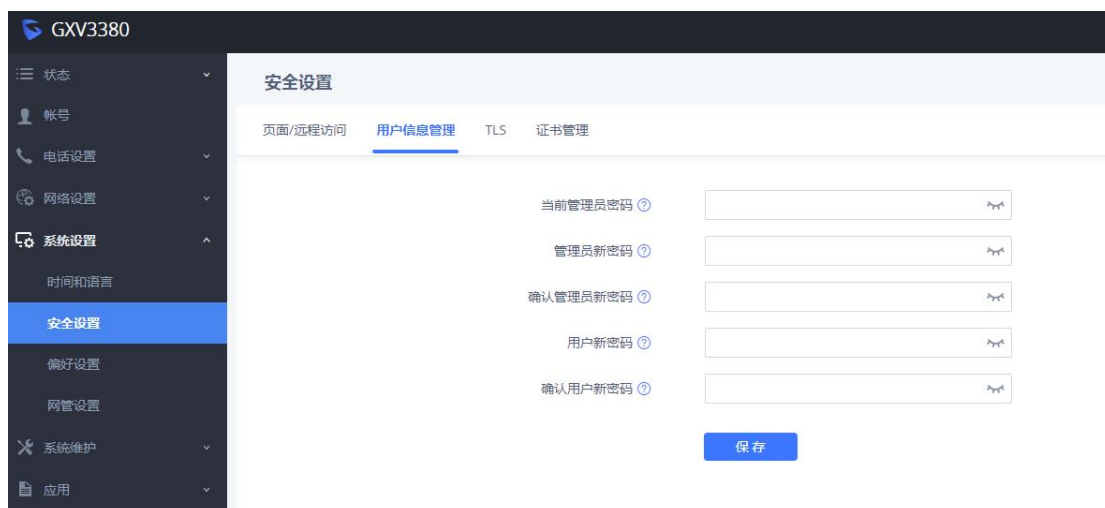 GXV3380
状态
帐号
电话设置
网络设置
系统设置
时间和语言
安全设置
偏好设置
网管设置
系统维护
应用
安全设置
页面/远程访问 用户信息管理 TLS 证书管理
当前管理员密码
管理员新密码
确认管理员新密码
用户新密码
确认用户新密码
保存